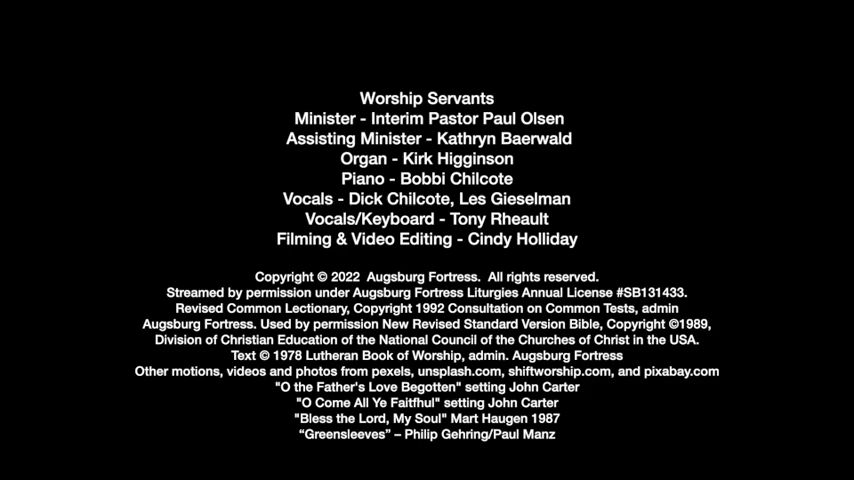 Worship Servants
Minister - Interim Pastor Paul Olsen
Assisting Minister - Kathryn Baerwald
Organ - Kirk Higginson
Piano - Bobbi Chilcote
Vocals - Dick Chilcote, Les Gieselman
Vocals/Keyboard - Tony Rheault
Filming & Video Editing - Cindy Holliday
Copyright © 2022 Augsburg Fortress. All rights reserved.
Streamed by permission under Augsburg Fortress Liturgies Annual License #SB131433.
Revised Common Lectionary, Copyright 1992 Consultation on Common Tests, admin
Augsburg Fortress. Used by permission New Revised Standard Version Bible, Copyright ©1989,
Division of Christian Education of the National Council of the Churches of Christ in the USA.
Text © 1978 Lutheran Book of Worship, admin. Augsburg Fortress
Other motions, videos and photos from pexels, unsplash.com, shiftworship.com, and pixabay.com
"O the Father's Love Begotten" setting John Carter
"O Come All Ye Faitfhul" setting John Carter
"Bless the Lord, My Soul" Mart Haugen 1987
“Greensleeves” – Philip Gehring/Paul Manz